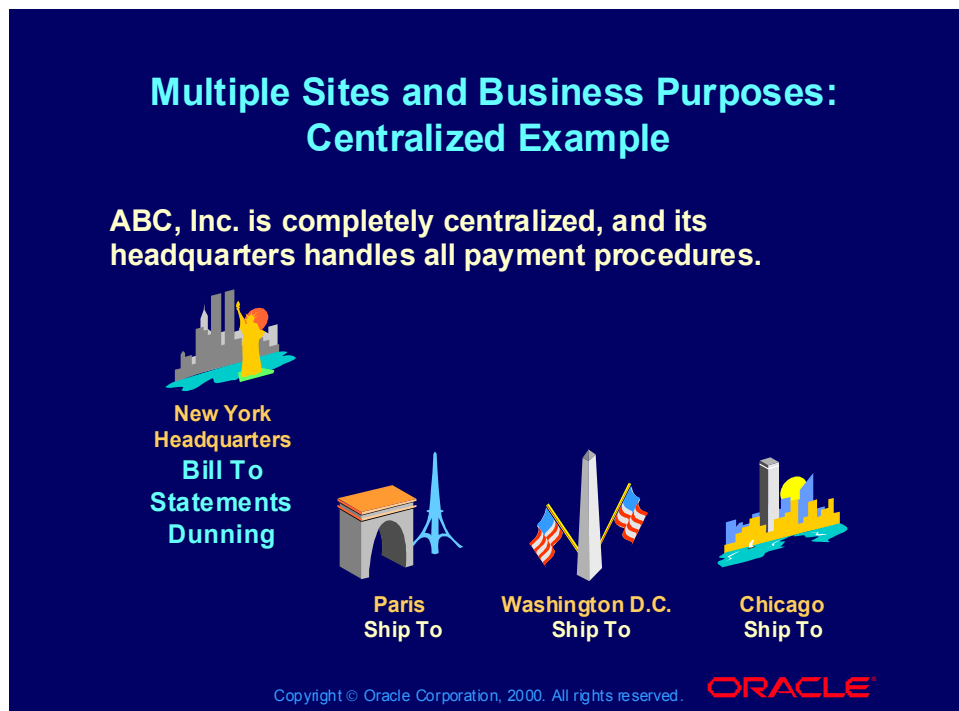 Multiple Sites and Business Purposes:
Centralized Example
ABC, Inc. is completely centralized, and its
headquarters handles all payment procedures.
New York
Headquarters
Bill To
Statements
Dunning
Paris
Ship To
Washington D.C.
Ship To
Chicago
Ship To
Copyright © Oracle Corporation, 2000. All rights reserved.
ORACLE®